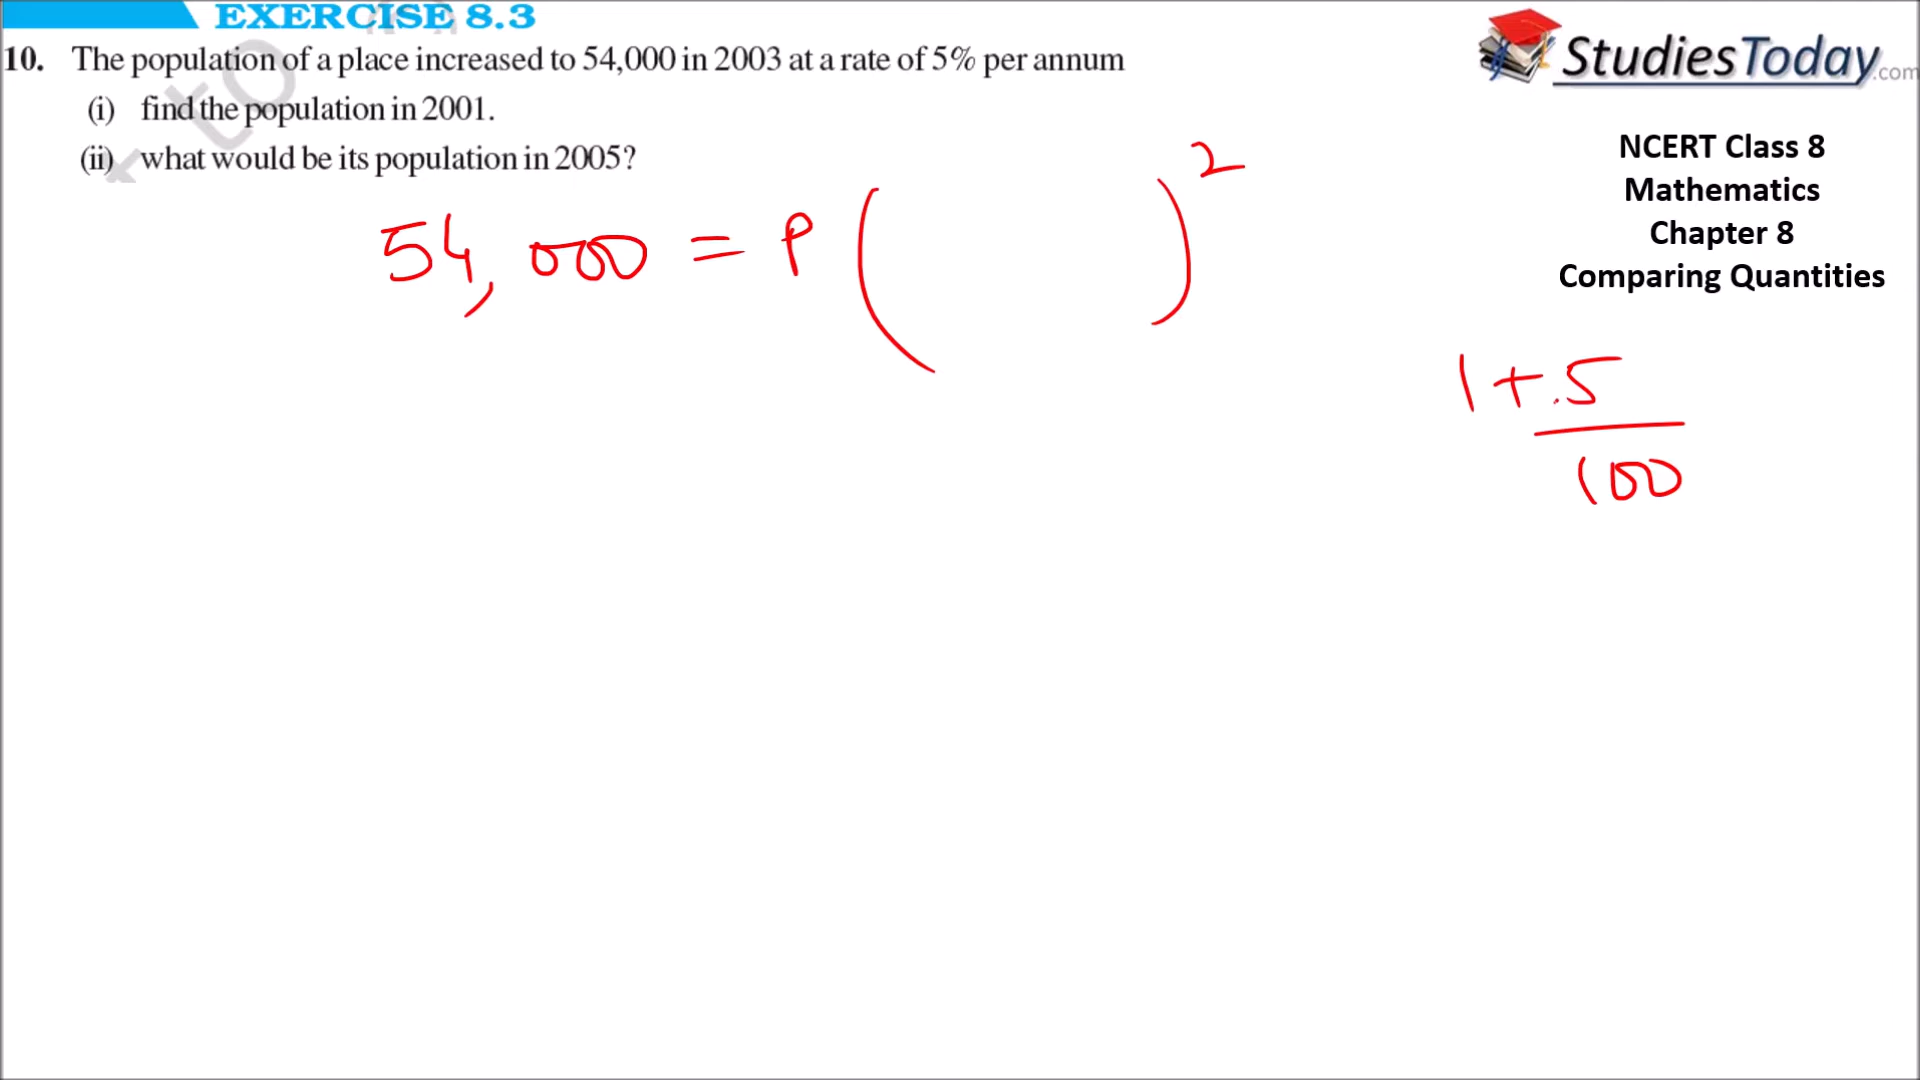 EXERCISE 8.3
10. The population of a place increased to 54,000 in 2003 at a rate of 5% per annum
(i) find the population in 2001.
(ii) what would be its population in 2005?
StudiesToday.com
NCERT Class 8
Mathematics
Chapter 8
Comparing Quantities
54,000 = P ( )²
1 + .5
100
to